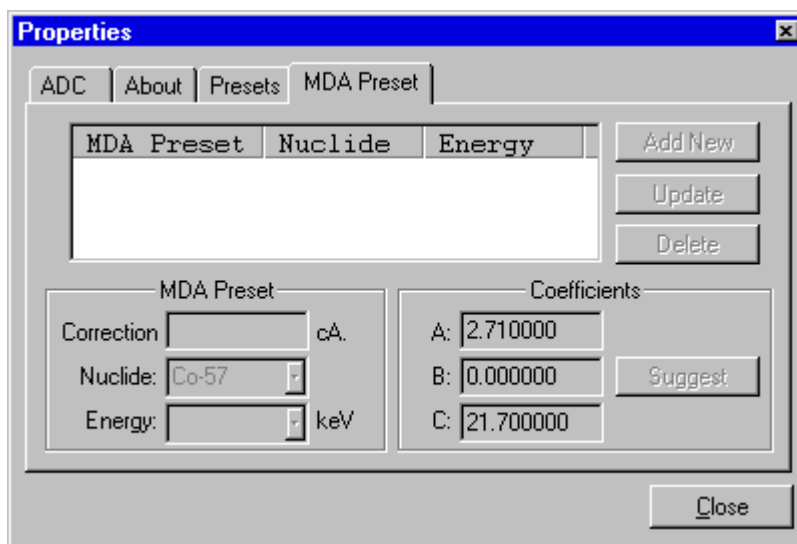 Properties
ADC About Presets MDA Preset
MDA Preset Nuclide Energy
Add New
Update
Delete
MDA Preset
Correction cA.
Nuclide: Co-57
Energy: keV
Coefficients
A: 2.710000
B: 0.000000
C: 21.700000
Suggest
Close